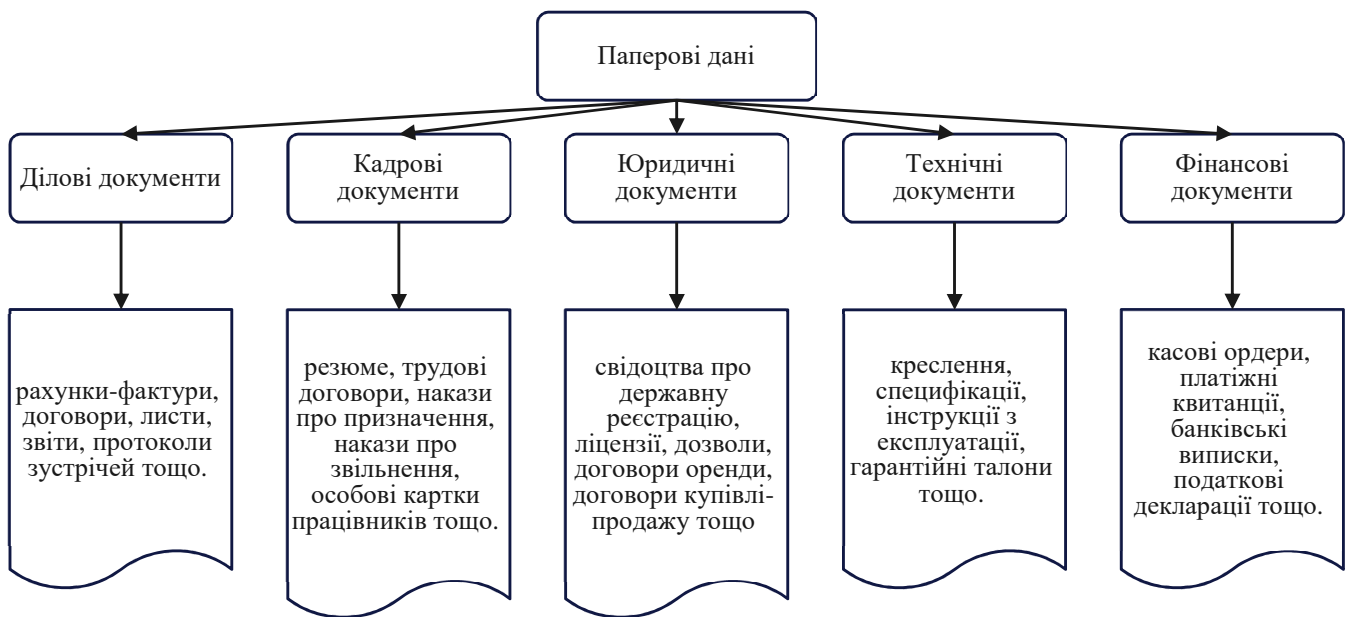 Паперові дані
Ділові документи
Кадрові
документи
Юридичні
документи
Технічні
документи
Фінансові
документи
рахунки-фактури,
договори, листи,
звіти, протоколи
зустрічей тощо.
резюме, трудові
договори, накази
про призначення,
накази про
звільнення,
особові картки
працівників тощо.
свідоцтва про
державну
реєстрацію,
ліцензії, дозволи,
договори оренди,
договори купівлі-
продажу тощо
креслення,
специфікації,
інструкції з
експлуатації,
гарантійні талони
тощо.
касові ордери,
платіжні
квитанції,
банківські
виписки,
податкові
декларації тощо.